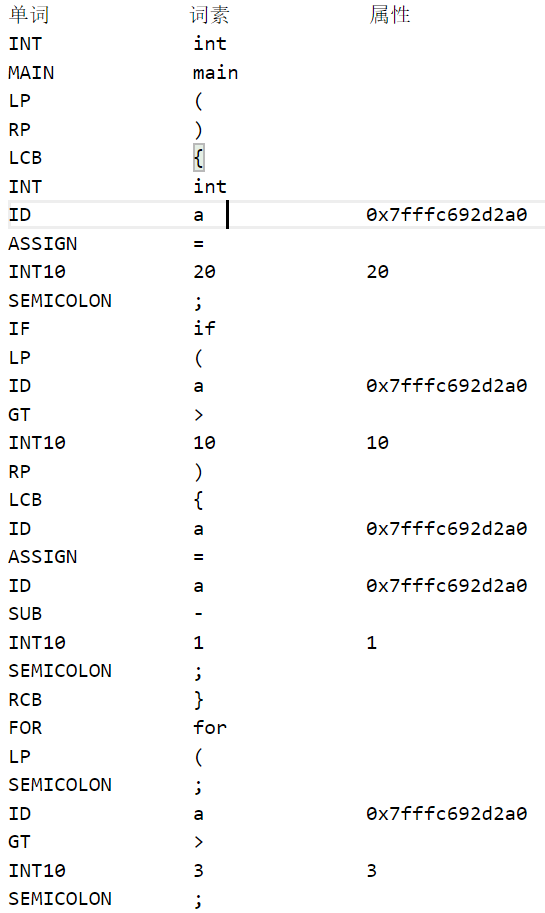 单词 词素 属性
INT int
MAIN main
LP (
RP )
LCB {
INT int
ID a 0x7fffc692d2a0
ASSIGN =
INT10 20 20
SEMICOLON ;
IF if
LP (
ID a 0x7fffc692d2a0
GT >
INT10 10 10
RP )
LCB {
ID a 0x7fffc692d2a0
ASSIGN =
ID a 0x7fffc692d2a0
SUB -
INT10 1 1
SEMICOLON ;
RCB }
FOR for
LP (
SEMICOLON ;
ID a 0x7fffc692d2a0
GT >
INT10 3 3
SEMICOLON ;